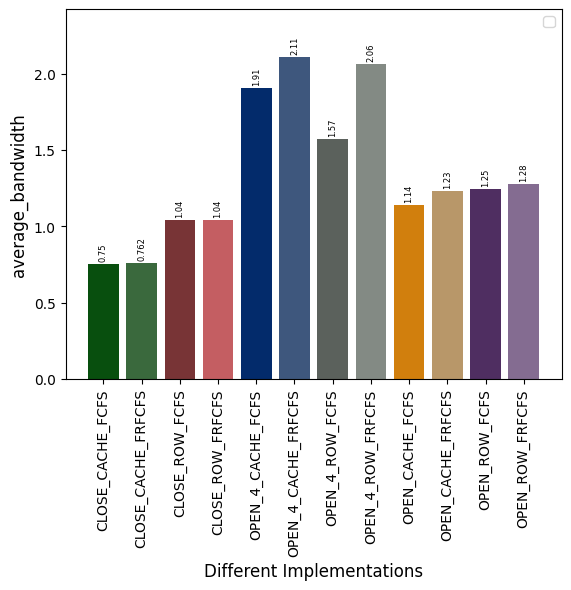 average_bandwidth
2.0
1.5
1.0
0.5
0.0
0.75
0.762
1.04
1.04
1.91
2.11
1.57
2.06
1.14
1.23
1.25
1.28
CLOSE_CACHE_FCFS
CLOSE_CACHE_FRFCFS
CLOSE_ROW_FCFS
CLOSE_ROW_FRFCFS
OPEN_4_CACHE_FCFS
OPEN_4_CACHE_FRFCFS
OPEN_4_ROW_FCFS
OPEN_4_ROW_FRFCFS
OPEN_CACHE_FCFS
OPEN_CACHE_FRFCFS
OPEN_ROW_FCFS
OPEN_ROW_FRFCFS
Different Implementations